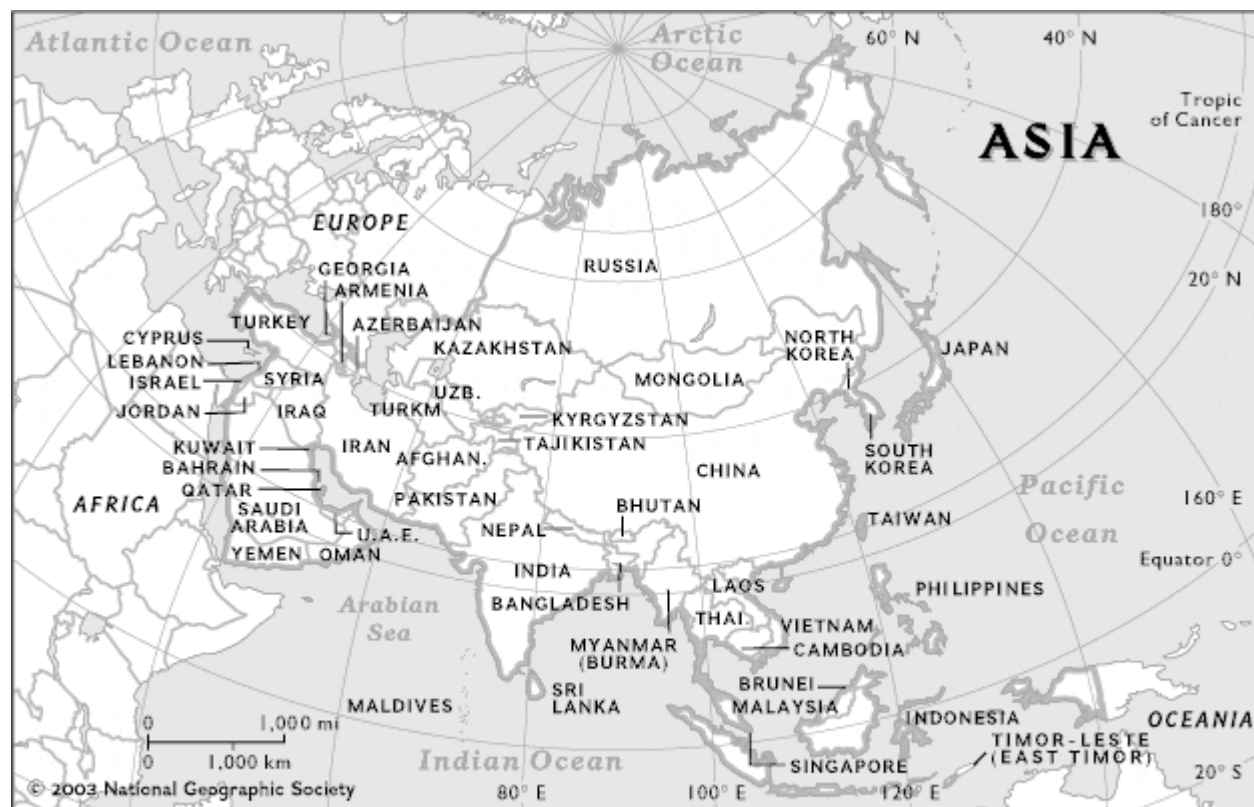 Atlantic Ocean
Arctic
Ocean
60° N
40° N
Tropic
of Cancer
ASIA
180°
20° N
EUROPE
GEORGIA
ARMENIA
RUSSIA
TURKEY
AZERBAIJAN
CYPRUS
LEBANON
ISRAEL
JORDAN
SYRIA
IRAQ
KAZAKHSTAN
UZB.
TURKM
MONGOLIA
NORTH
KOREA
JAPAN
KYRGYZSTAN
TAJIKISTAN
KUWAIT
BAHRAIN
QATAR
IRAN
AFGHAN.
CHINA
SOUTH
KOREA
AFRICA
SAUDI
ARABIA
PAKISTAN
U.A.E.
NEPAL
BHUTAN
TAIWAN
Pacific
Ocean
160° E
YEMEN
OMAN
INDIA
BANGLADESH
LAOS
Equator 0°
PHILIPPINES
Arabian
Sea
THAI.
VIETNAM
CAMBODIA
MYANMAR
(BURMA)
MALDIVES
SRI
LANKA
BRUNEI
MALAYSIA
INDONESIA
OCEANIA
TIMOR-LESTE
(EAST TIMOR)
SINGAPORE
0
1,000 mi
0
1,000 km
Indian Ocean
20° S
© 2003 National Geographic Society
80° E
100° E
120° E